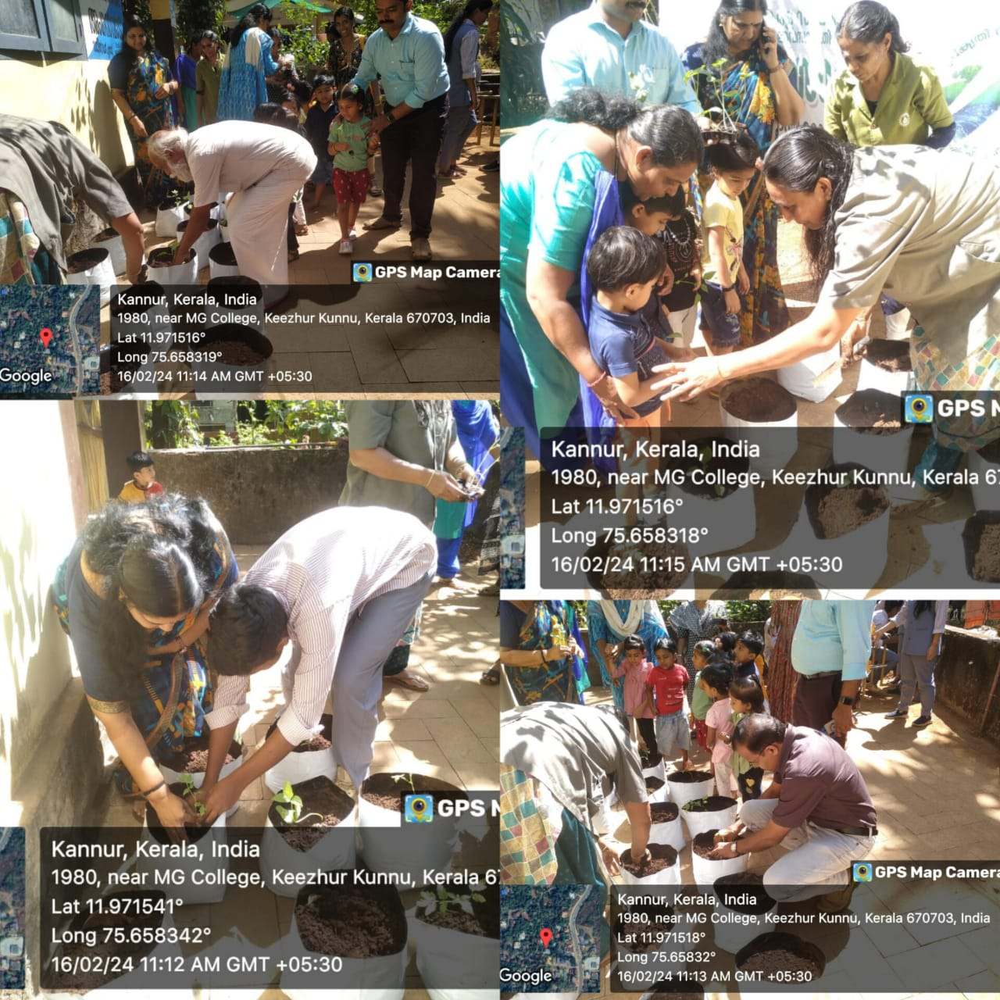 GPS Map Camera
Kannur, Kerala, India
1980, near MG College, Keezhur Kunnu, Kerala 670703, India
Lat 11.971516°
Long 75.658319°
16/02/24 11:14 AM GMT +05:30
Google
GPS M
Kannur, Kerala, India
1980, near MG College, Keezhur Kunnu, Kerala 67
Lat 11.971516°
Long 75.658318°
16/02/24 11:15 AM GMT +05:30
GPS M
Kannur, Kerala, India
1980, near MG College, Keezhur Kunnu, Kerala 67
Lat 11.971541°
Long 75.658342°
16/02/24 11:12 AM GMT +05:30
GPS Map Camera
Kannur, Kerala, India
1980, near MG College, Keezhur Kunnu, Kerala 670703, India
Lat 11.971518°
Long 75.65832°
16/02/24 11:13 AM GMT +05:30
Google